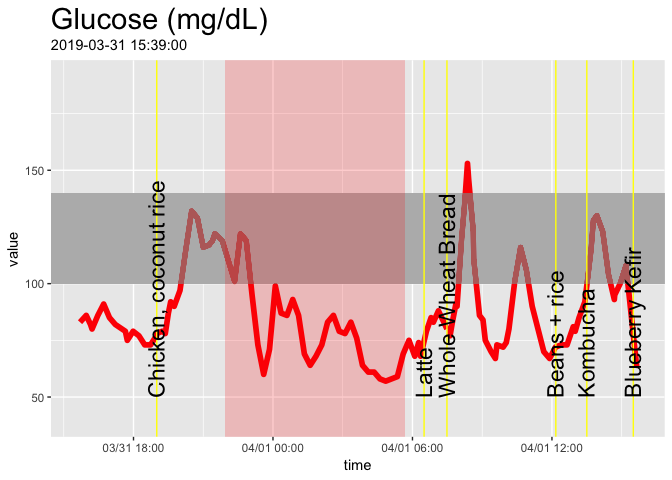 Glucose (mg/dL)
2019-03-31 15:39:00
value
150
100
50
Chicken, coconut rice
Latte
Whole Wheat Bread
Beans + rice
Kombucha
Blueberry Kefir
03/31 18:00
04/01 00:00
04/01 06:00
04/01 12:00
time